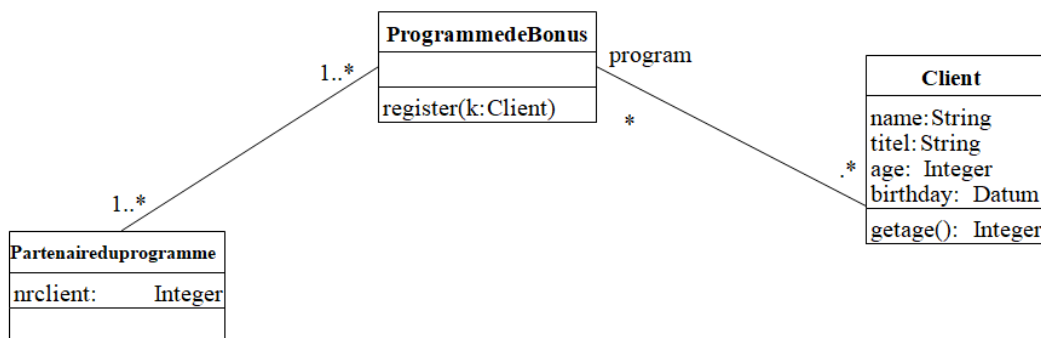 ProgrammedeBonus
register(k:Client)
1..*
program
*
Client
name:String
titel:String
age: Integer
birthday: Datum
getage(): Integer
.*
1..*
Partenaireduprogramme
nrclient: Integer